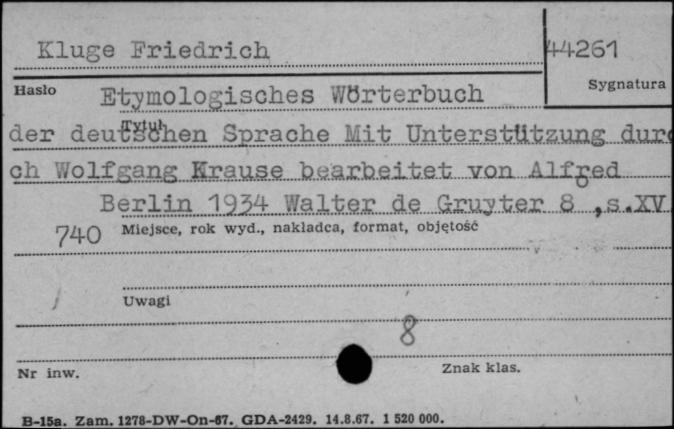 Kluge Friedrich 44261
Hasło Sygnatura
Etymologisches Wörterbuch
Tytuł
der deutschen Sprache Mit Unterstützung dur
ch Wolfgang Krause bearbeitet von Alfred
Berlin 1934 Walter de Gruyter 8°, s.XV
740 Miejsce, rok wyd., nakładca, format, objętość
Uwagi
8
Nr inw. Znak klas.
B-15a. Zam. 1278-DW-On-67. GDA-2429. 14.8.67. 1 520 000.